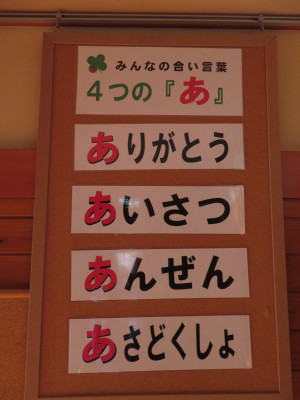 みんなの合い言葉
4つの『あ』
ありがとう
あいさつ
あんぜん
あさどくしょ